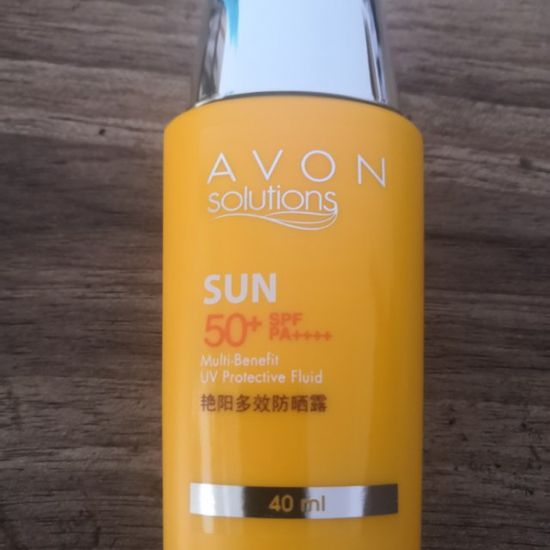 AVON
solutions
SUN
50+ SPF
PA++++
Multi-Benefit
UV Protective Fluid
艳阳多效防晒露
40 ml